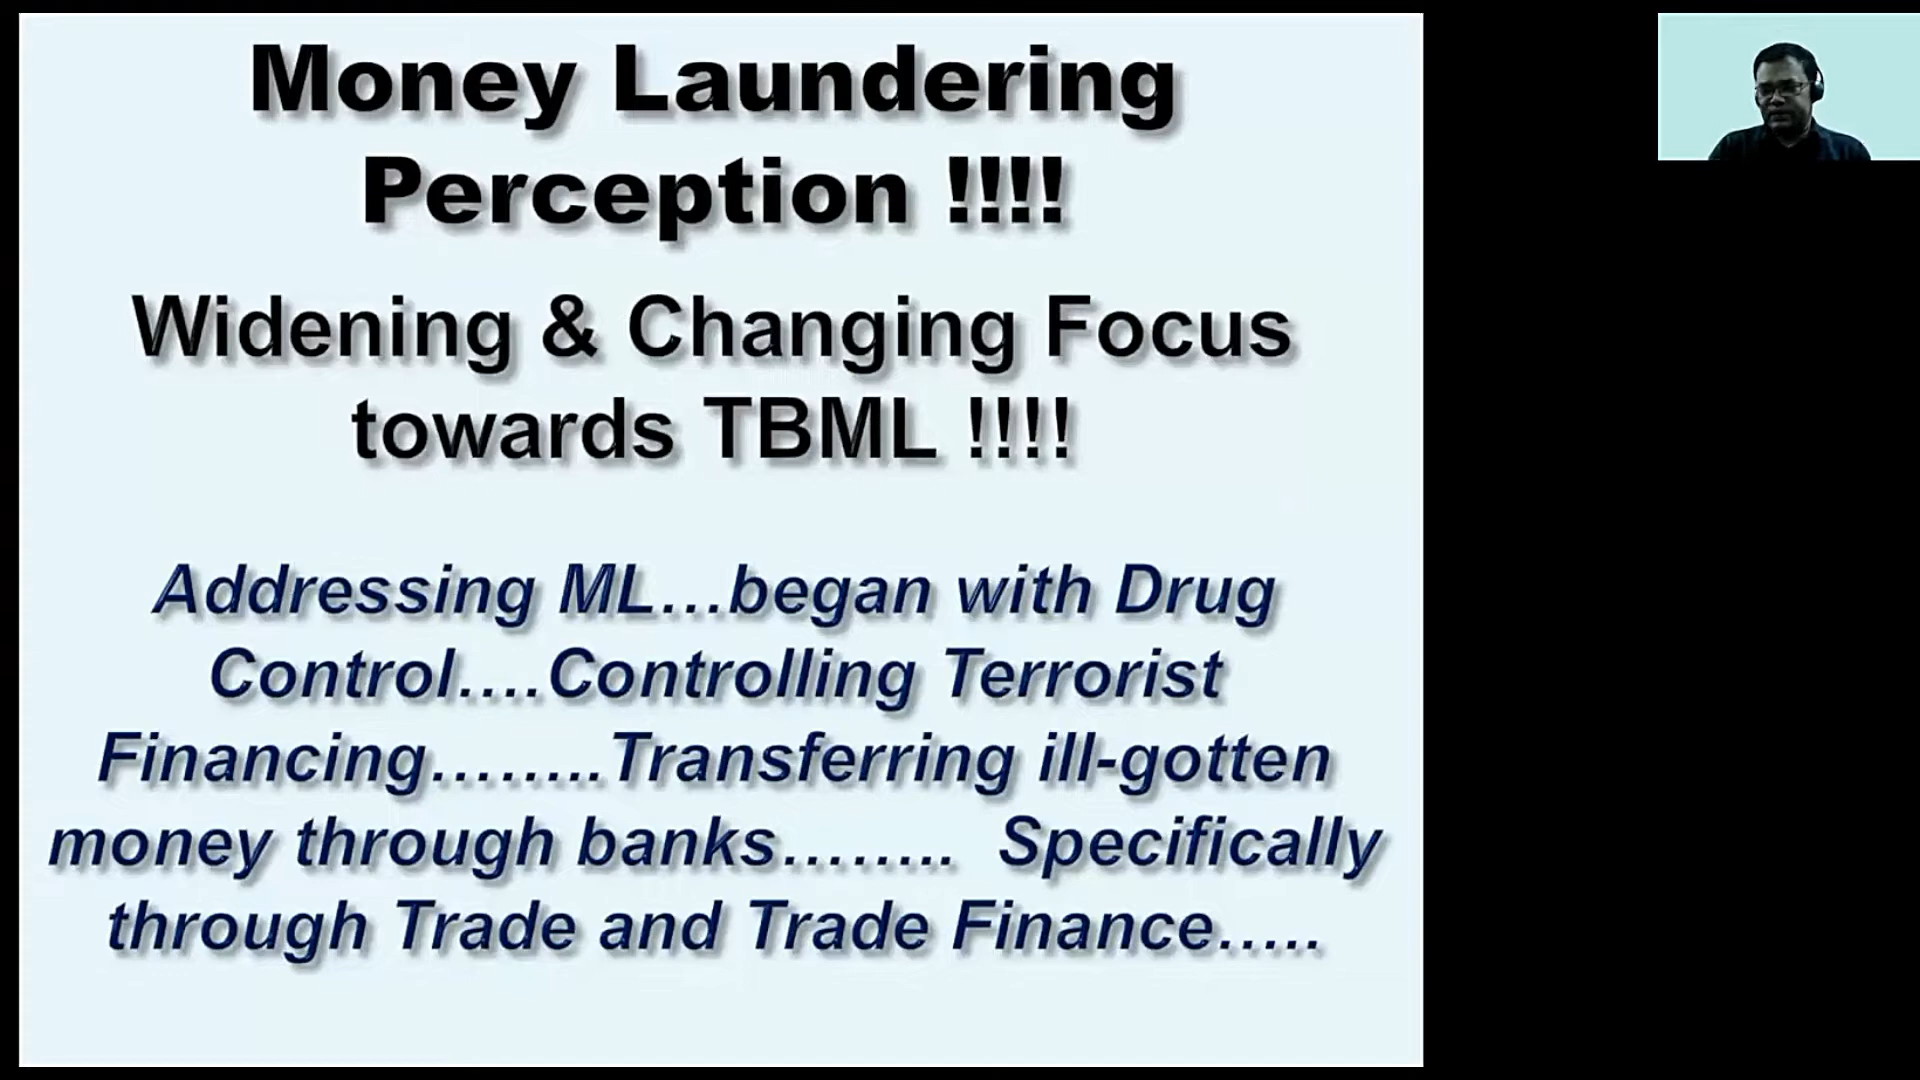 Money Laundering
Perception !!!!
Widening & Changing Focus
towards TBML !!!!
Addressing ML...began with Drug
Control....Controlling Terrorist
Financing........Transferring ill-gotten
money through banks........ Specifically
through Trade and Trade Finance.....